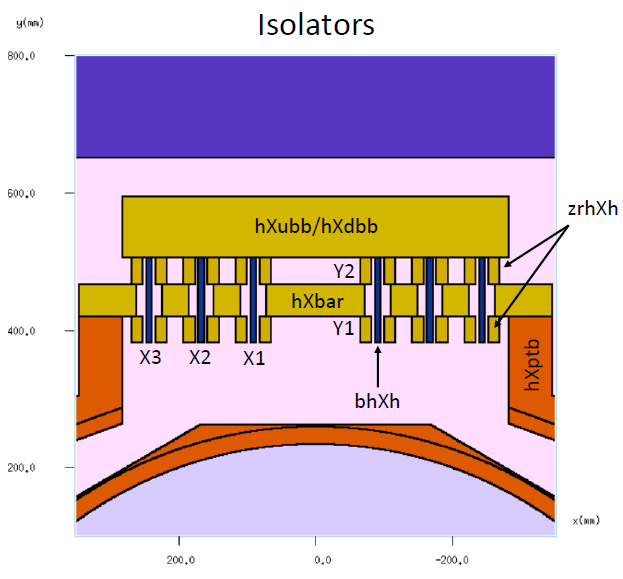 Isolators
y(mm)
800.0
600.0
zrhXh
hXubb/hXdbb
Y2
hXbar
400.0
Y1
X3 X2 X1
hXptb
bhXh
200.0
x(mm)
200.0 0.0 -200.0